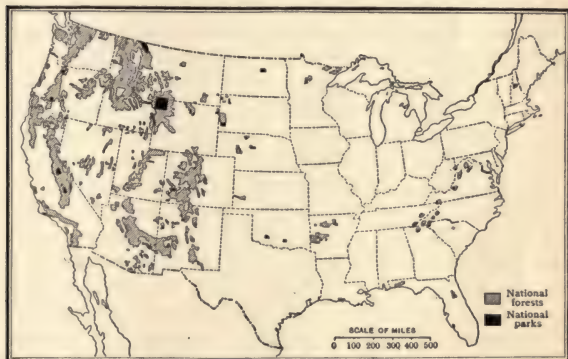 National
forests
National
parks
SCALE OF MILES
0 100 200 300 400 500